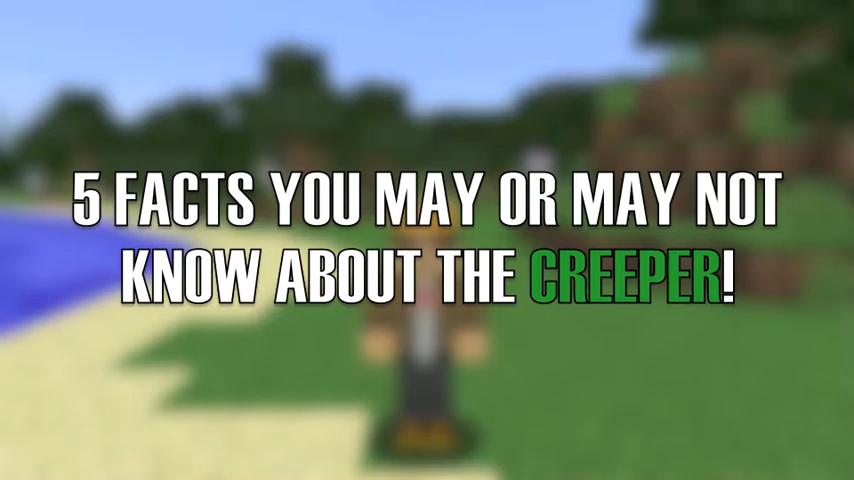 5 FACTS YOU MAY OR MAY NOT
KNOW ABOUT THE CREEPER!